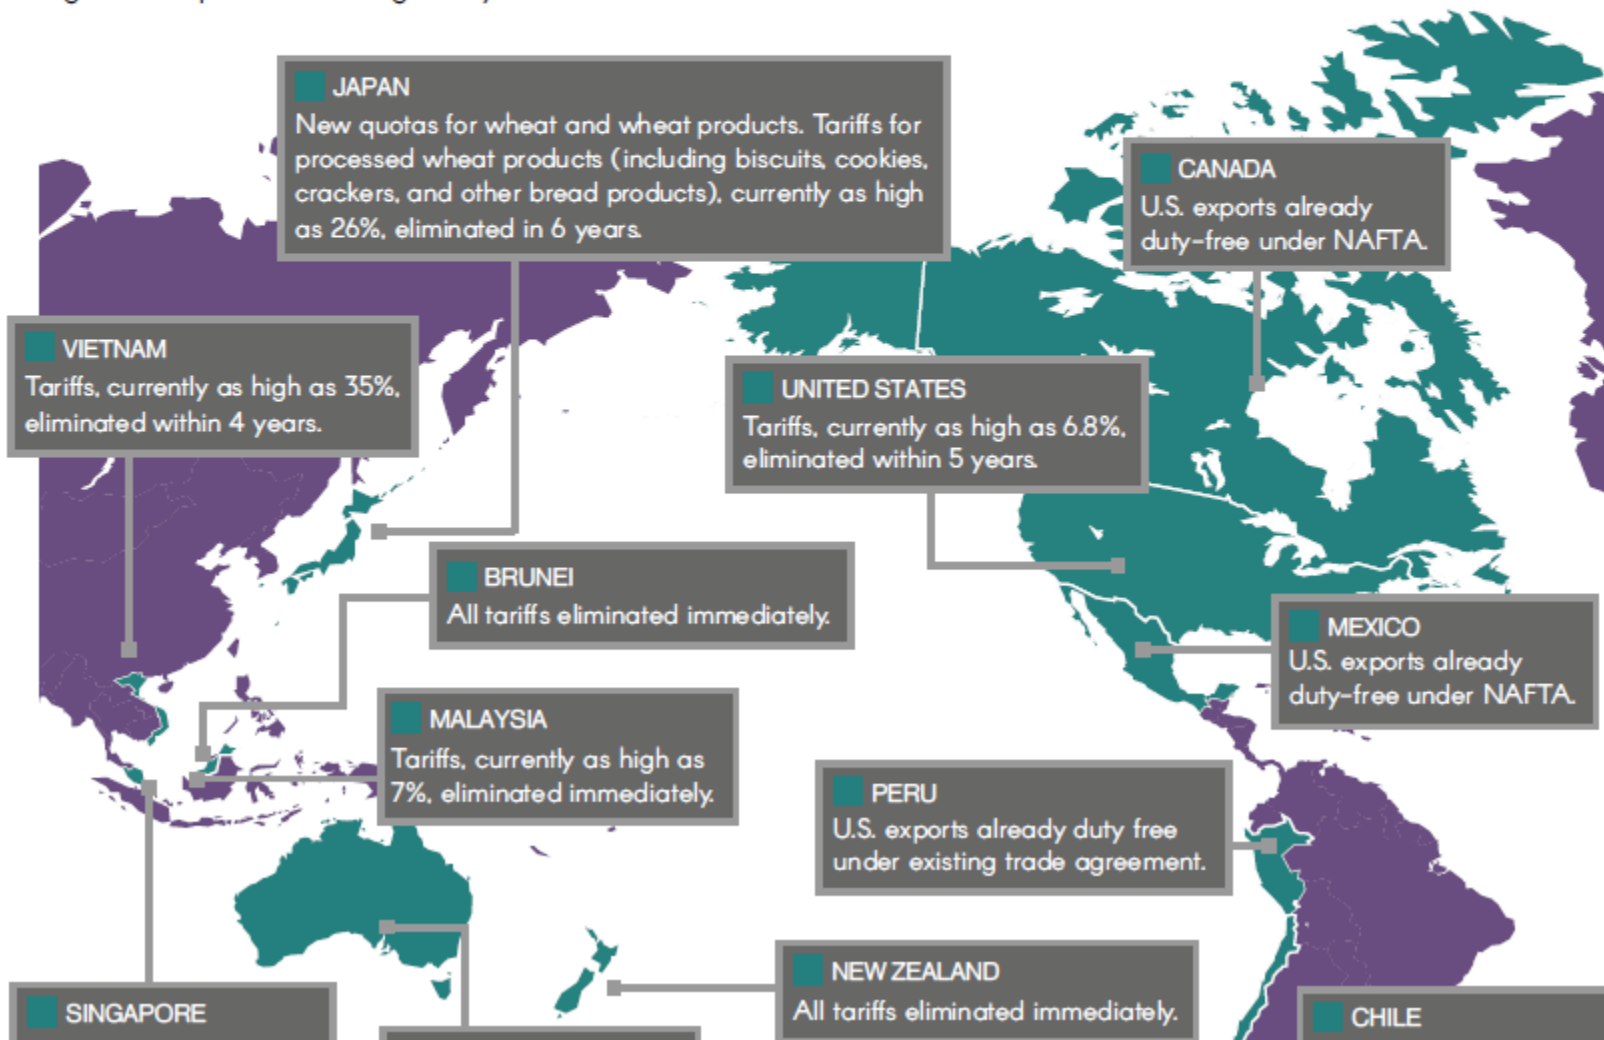 JAPAN
New quotas for wheat and wheat products. Tariffs for
processed wheat products (including biscuits, cookies,
crackers, and other bread products), currently as high
as 26%, eliminated in 6 years.
CANADA
U.S. exports already
duty-free under NAFTA.
VIETNAM
Tariffs, currently as high as 35%,
eliminated within 4 years.
UNITED STATES
Tariffs, currently as high as 6.8%,
eliminated within 5 years.
BRUNEI
All tariffs eliminated immediately.
MEXICO
U.S. exports already
duty-free under NAFTA.
MALAYSIA
Tariffs, currently as high as
7%, eliminated immediately.
PERU
U.S. exports already duty free
under existing trade agreement.
NEW ZEALAND
All tariffs eliminated immediately.
SINGAPORE
CHILE